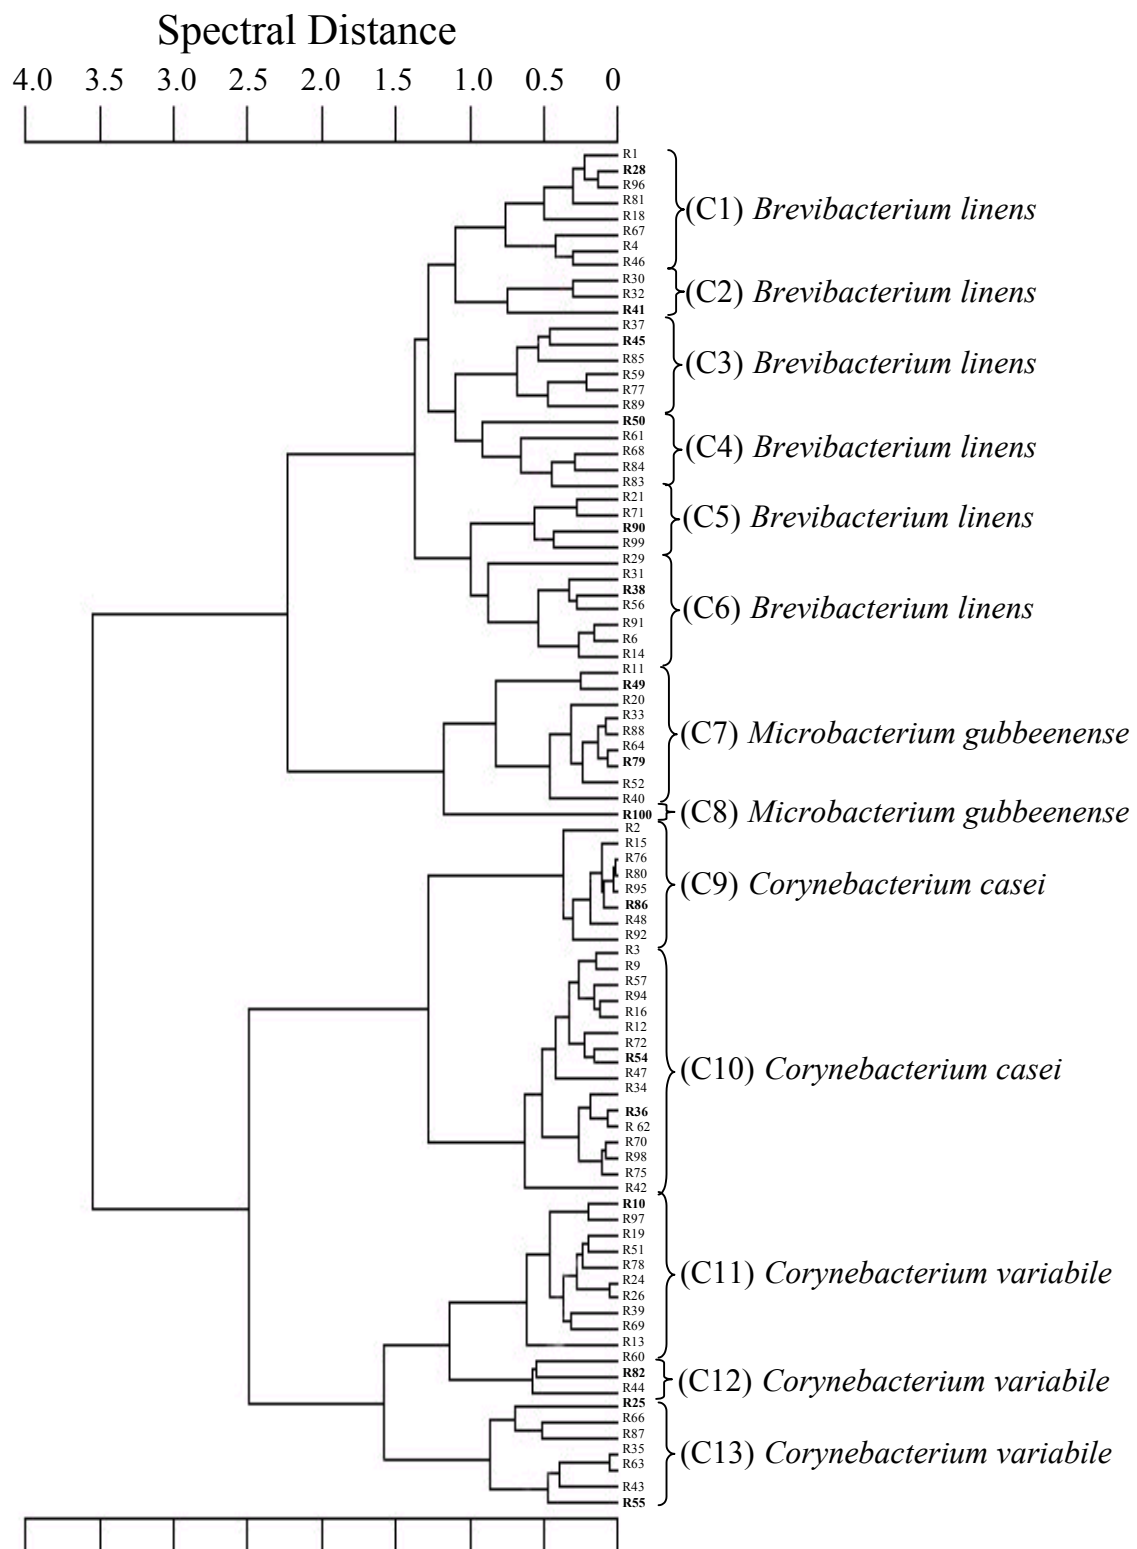 Spectral Distance
4.0 3.5 3.0 2.5 2.0 1.5 1.0 0.5 0
R1
R28
R96
R81
R18
R67
R4
R46
(C1) Brevibacterium linens
R30
R32
R41
(C2) Brevibacterium linens
R37
R45
R85
R59
R77
R89
(C3) Brevibacterium linens
R50
R61
R68
R84
R83
(C4) Brevibacterium linens
R21
R71
R90
R99
(C5) Brevibacterium linens
R29
R31
R38
R56
R91
R6
R14
(C6) Brevibacterium linens
R11
R49
R20
R33
R88
R64
R79
R52
R40
(C7) Microbacterium gubbeenense
R100
(C8) Microbacterium gubbeenense
R2
R15
R76
R80
R95
R86
R48
R92
(C9) Corynebacterium casei
R3
R9
R57
R94
R16
R12
R72
R54
R47
R34
R36
R 62
R70
R98
R75
R42
(C10) Corynebacterium casei
R10
R97
R19
R51
R78
R24
R26
R39
R69
R13
(C11) Corynebacterium variabile
R60
R82
R44
(C12) Corynebacterium variabile
R25
R66
R87
R35
R63
R43
R55
(C13) Corynebacterium variabile